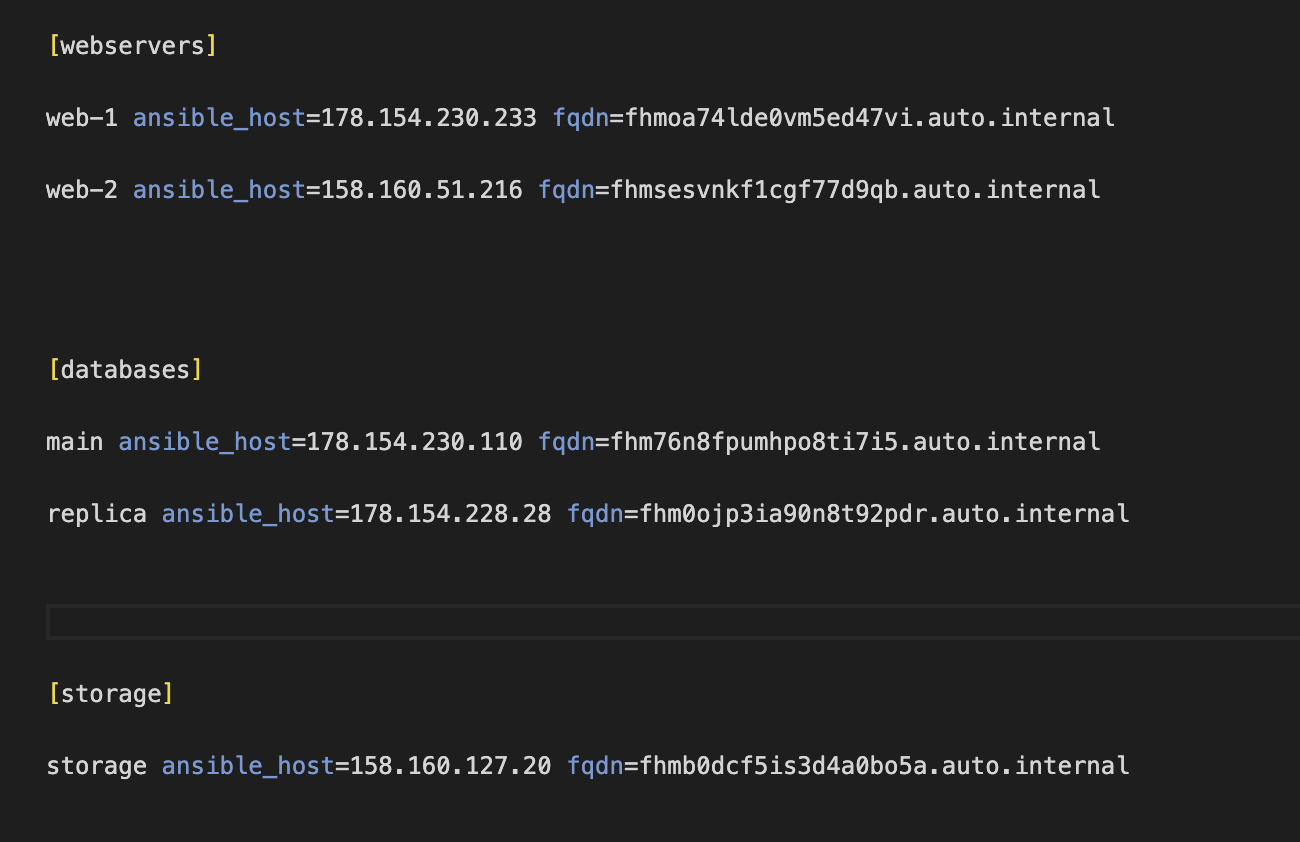 [webservers]
web-1 ansible_host=178.154.230.233 fqdn=fhmoa74lde0vm5ed47vi.auto.internal
web-2 ansible_host=158.160.51.216 fqdn=fhmsesvnkf1cgf77d9qb.auto.internal
[databases]
main ansible_host=178.154.230.110 fqdn=fhm76n8fpumhpo8ti7i5.auto.internal
replica ansible_host=178.154.228.28 fqdn=fhm0ojp3ia90n8t92pdr.auto.internal
[storage]
storage ansible_host=158.160.127.20 fqdn=fhmb0dcf5is3d4a0bo5a.auto.internal